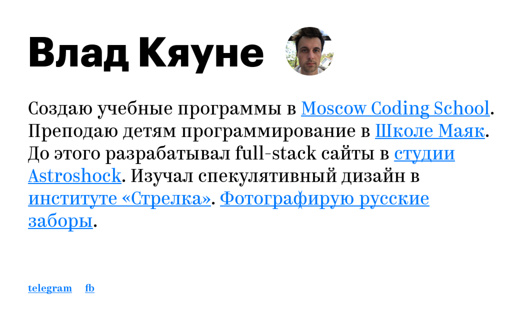 Влад Кяуне
Создаю учебные программы в Moscow Coding School.
Преподаю детям программирование в Школе Маяк.
До этого разрабатывал full-stack сайты в студии
Astroshock. Изучал спекулятивный дизайн в
институте «Стрелка». Фотографирую русские
заборы.
telegram fb